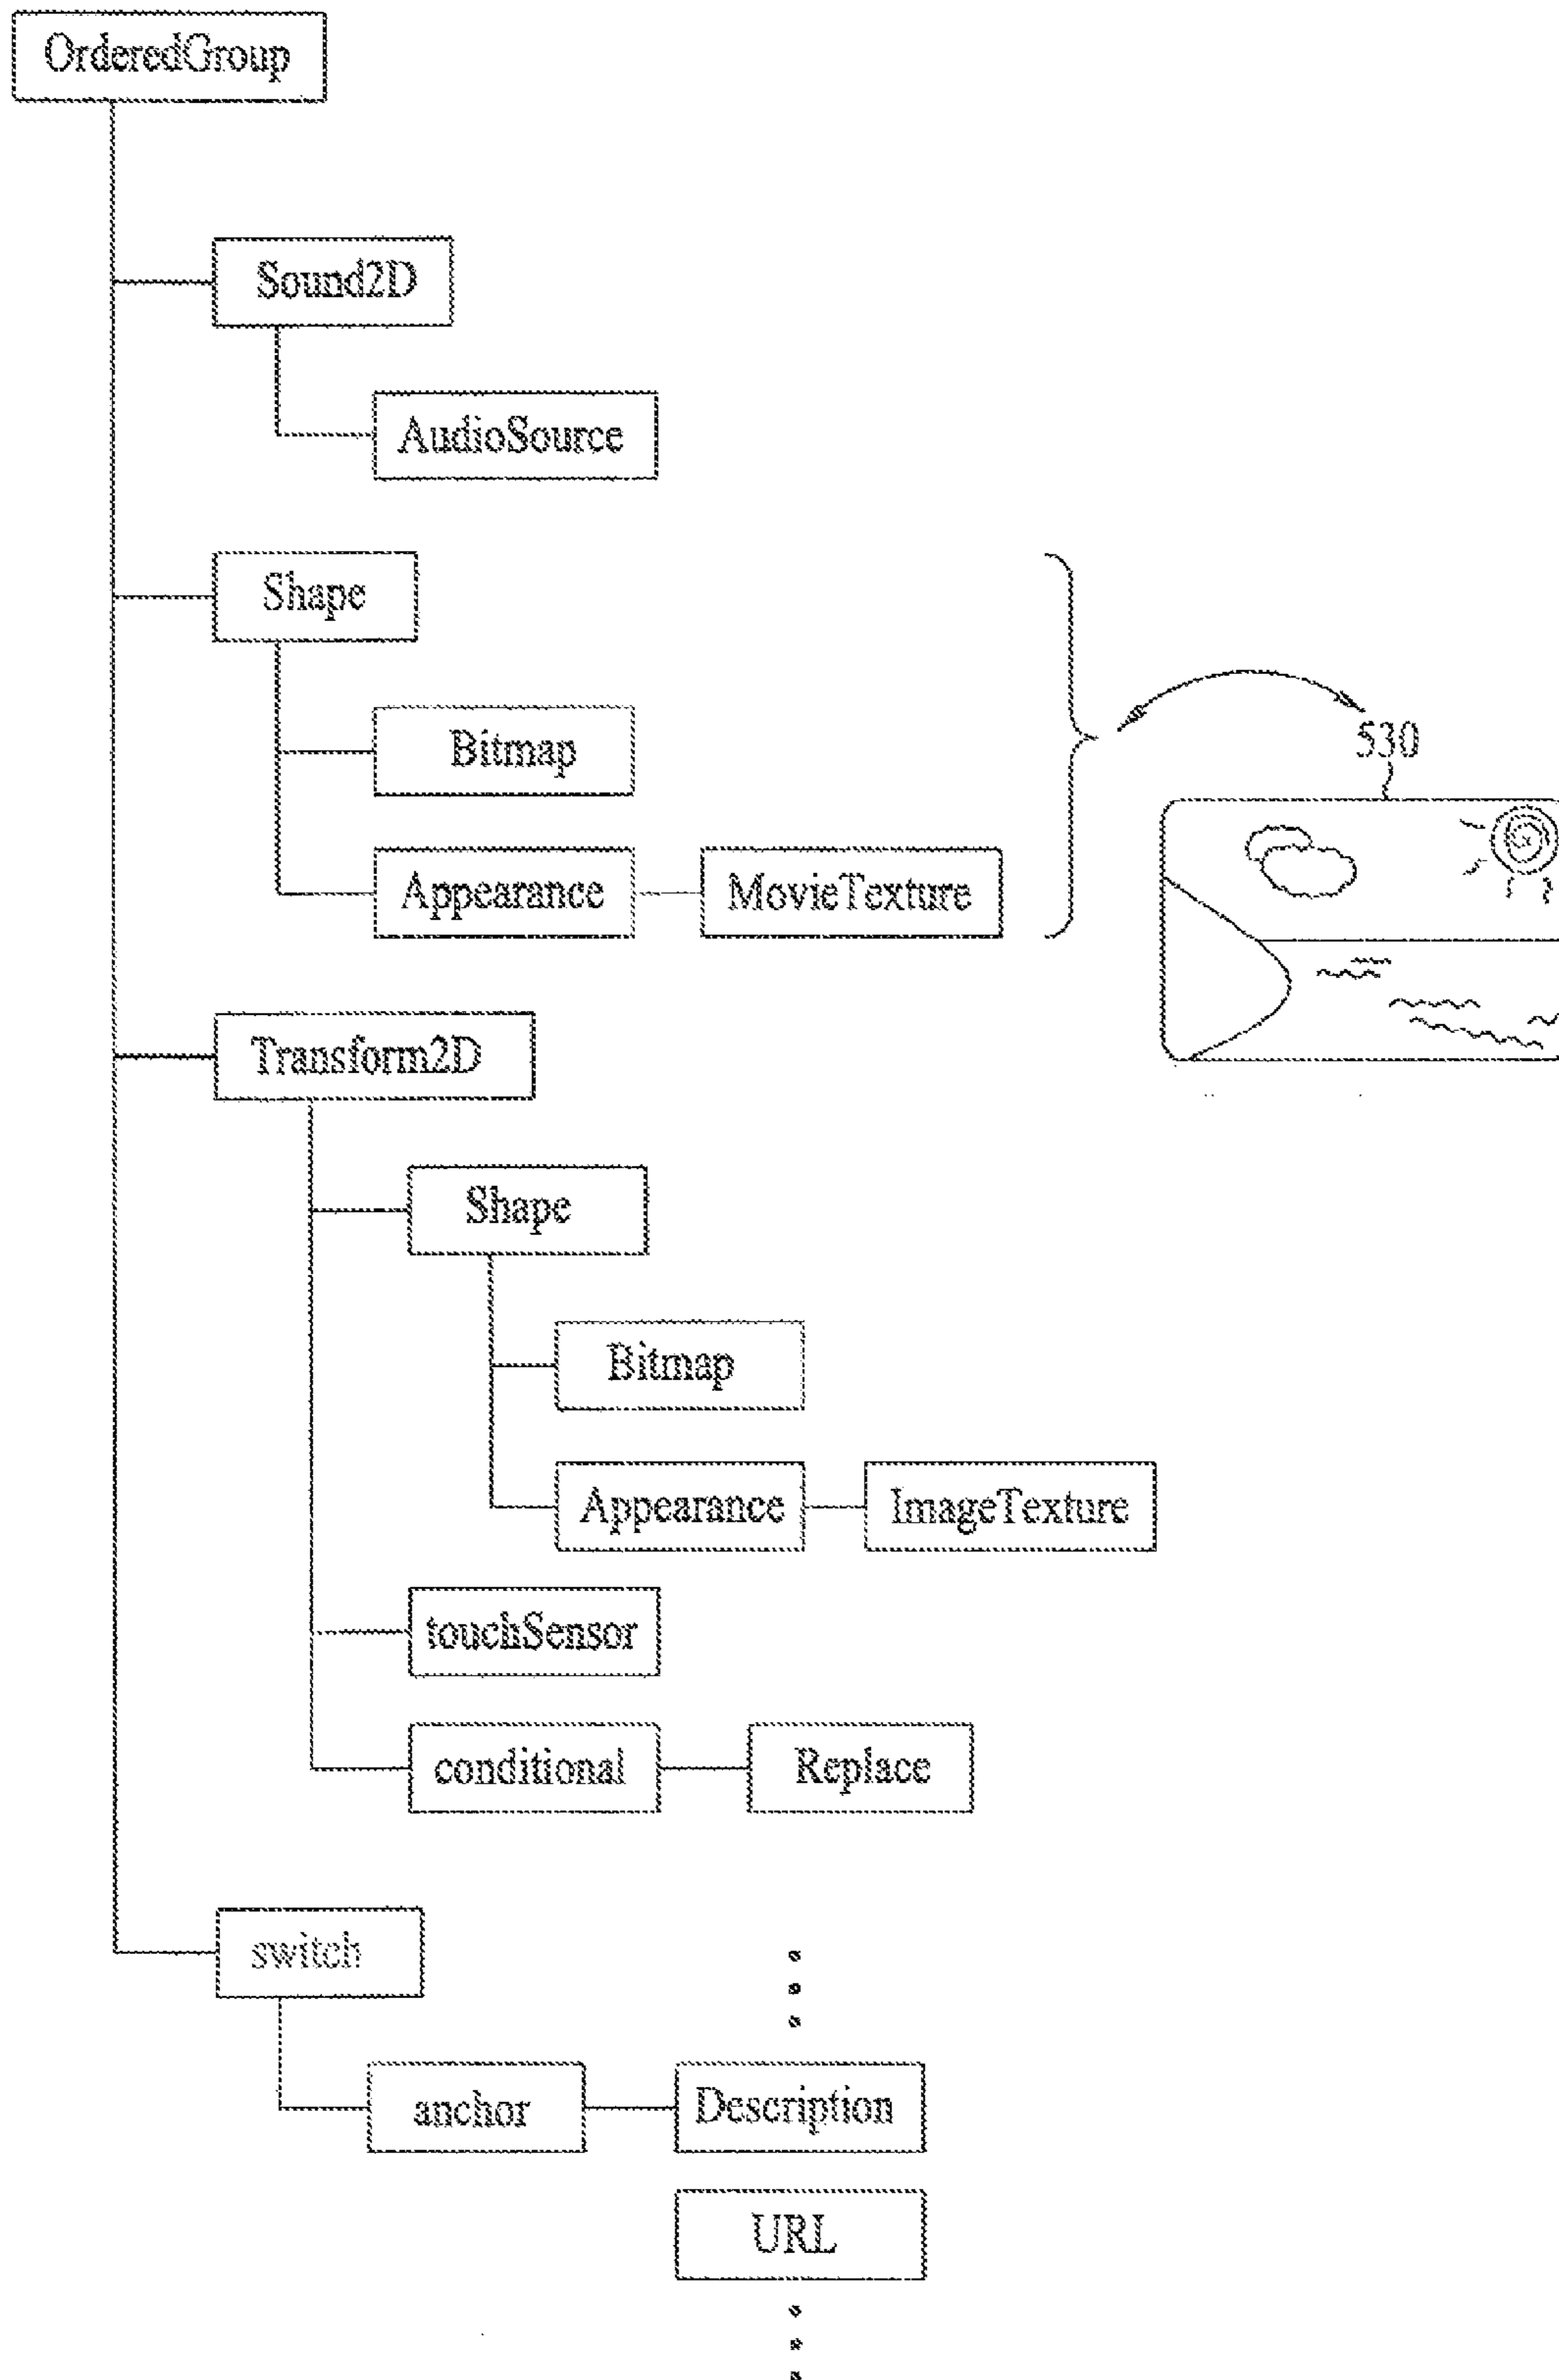 OrderedGroup
Sound2D
AudioSource
Shape
Bitmap
530
Appearance
MovieTexture
Transform2D
Shape
Bitmap
Appearance
ImageTexture
touchSensor
conditional
Replace
switch
anchor
Description
URL